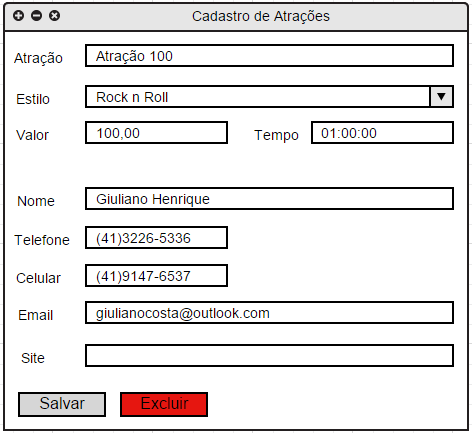 Cadastro de Atrações
Atração Atração 100
Estilo Rock n Roll
Valor 100,00 Tempo 01:00:00
Nome Giuliano Henrique
Telefone (41)3226-5336
Celular (41)9147-6537
Email giulianocosta@outlook.com
Site
Salvar Excluir